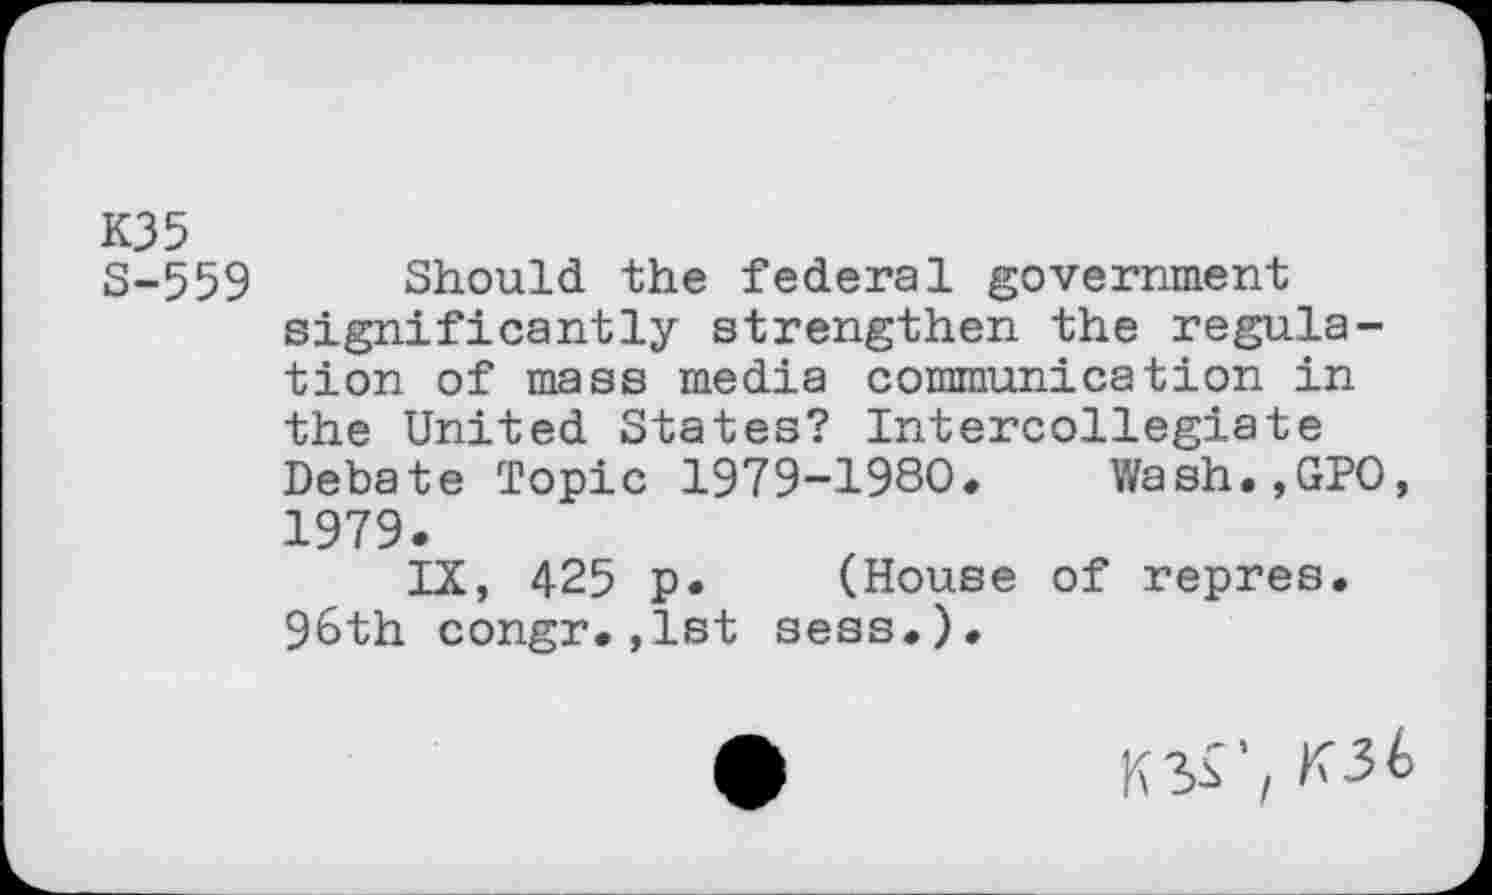 K35
S-559 Should the federal government
significantly strengthen the regula-
tion of mass media communication in
the United States? Intercollegiate
Debate Topic 1979-1980. Wash.,GPO,
1979.
IX, 425 p. (House of repres.
96th congr.,1st sess.).
K35, K36